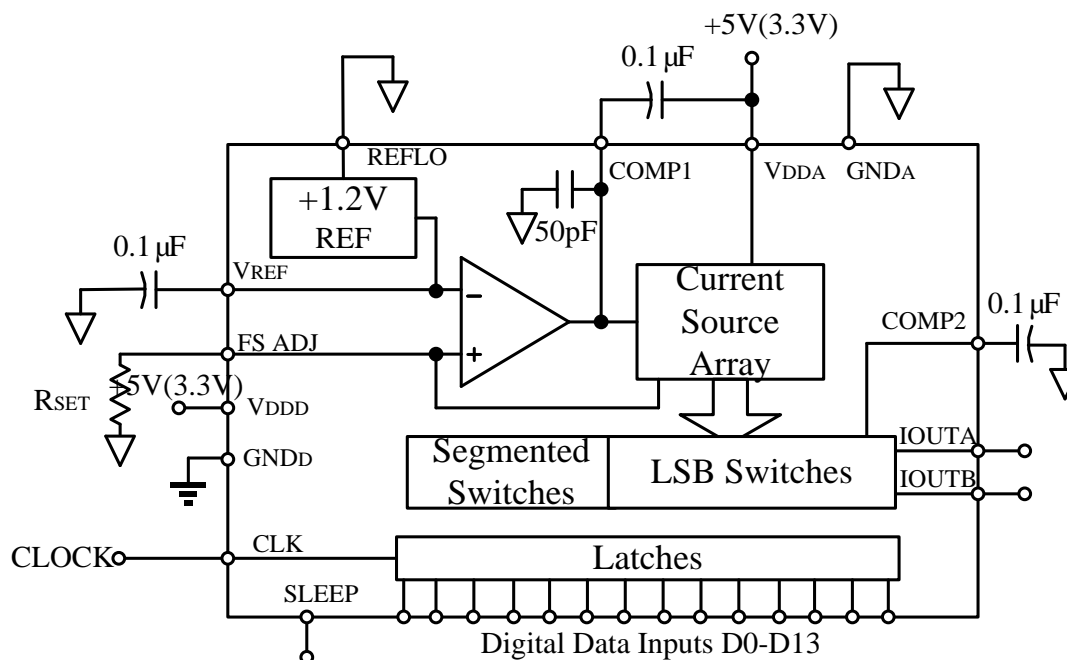 +5V(3.3V)
0.1 µF
REFLO
COMP1
VDDA
GNDA
+1.2V
REF
50pF
0.1 µF
VREF
Current
Source
Array
COMP2
0.1 µF
FS ADJ
+5V(3.3V)
RSET
VDDD
GNDD
Segmented
Switches
LSB Switches
IOUTA
IOUTB
CLOCK
CLK
Latches
SLEEP
Digital Data Inputs D0-D13